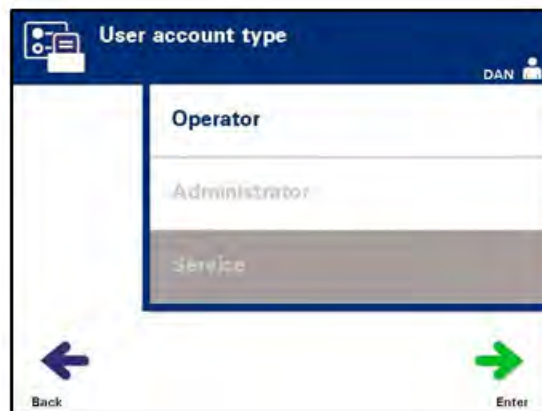 User account type
DAN
Operator
Administrator
Service
Back
Enter